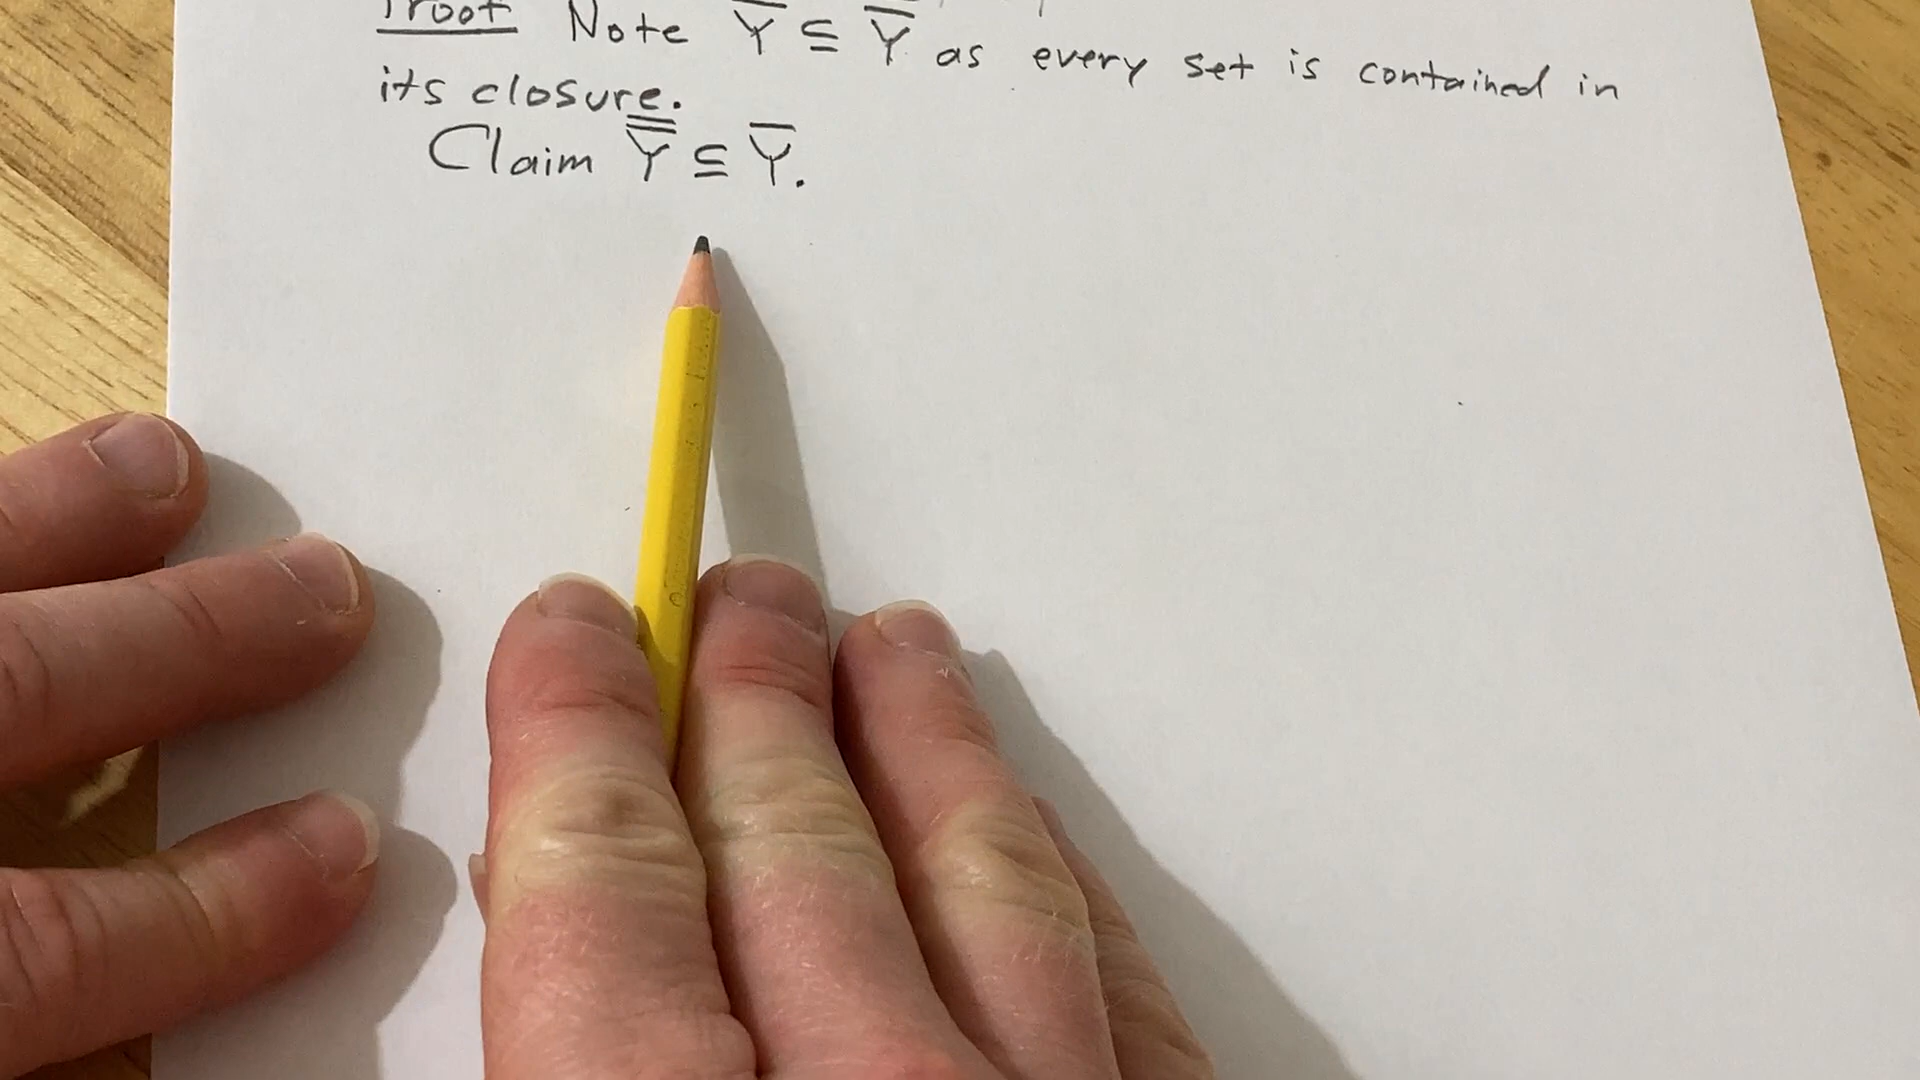 Proof Note Y̅ ⊆ Y̅ as every set is contained in
its closure.
Claim Y̿ ⊆ Y̅.